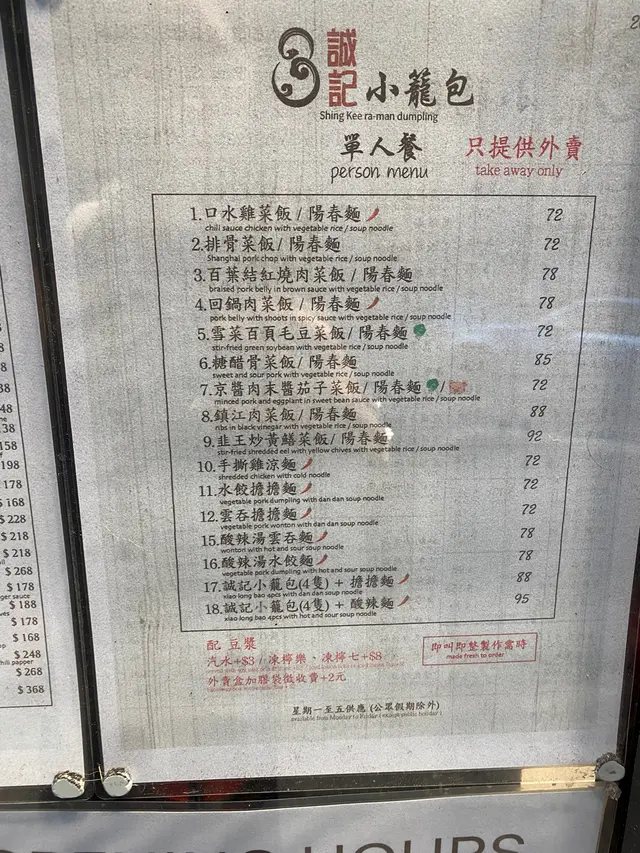 誠記小籠包
Shing Kee ra-man dumpling
單人餐 只提供外賣
person menu take away only
1.口水雞菜飯 / 陽春麵 72
chili sauce chicken with vegetable rice / soup noodle
2.排骨菜飯 / 陽春麵 72
Shanghai pork chop with vegetable rice / soup noodle
3.百葉結紅燒肉菜飯 / 陽春麵 78
braised pork belly in brown sauce with vegetable rice / soup noodle
4.回鍋肉菜飯 / 陽春麵 78
pork belly with shoots in spicy sauce with vegetable rice / soup noodle
5.雪菜百頁毛豆菜飯/ 陽春麵 72
stir-fried green soybean with vegetable rice / soup noodle
6.糖醋骨菜飯/ 陽春麵 85
sweet and sour pork with vegetable rice / soup noodle
7.京醬肉末醬茄子菜飯/ 陽春麵 / 72
minced pork and eggplant in sweet bean sauce with vegetable rice / soup noodle
8.鎮江肉菜飯/ 陽春麵 88
ribs in black vinegar with vegetable rice / soup noodle
9.韭王炒黃鱔菜飯/ 陽春麵 92
stir-fried shredded eel with yellow chives with vegetable rice / soup noodle
10.手撕雞涼麵 72
shredded chicken with cold noodle
11.水餃擔擔麵 72
vegetable pork dumpling with dan dan soup noodle
12.雲吞擔擔麵 72
vegetable pork wonton with dan dan soup noodle
15.酸辣湯雲吞麵 78
wonton with hot and sour soup noodle
16.酸辣湯水餃麵 78
vegetable pork dumpling with hot and sour soup noodle
17.誠記小籠包(4隻) + 擔擔麵 88
xiao long bao 4pcs with dan dan soup noodle
18.誠記小籠包(4隻) + 酸辣麵 95
xiao long bao 4pcs with hot and sour soup noodle
配 豆漿
汽水+$3 / 凍檸樂、凍檸七+$8
外賣盒加膠袋徵收費+2元
即叫即整製作需時
made fresh to order
星期一至五供應 (公眾假期除外)
available from Monday to Friday ( except public holiday )
158
198
$ 178
$ 168
$ 228
$ 218
$ 218
$ 268
$ 178
$ 188
$ 178
$ 168
$ 248
$ 268
$ 368
OPENING HOURS